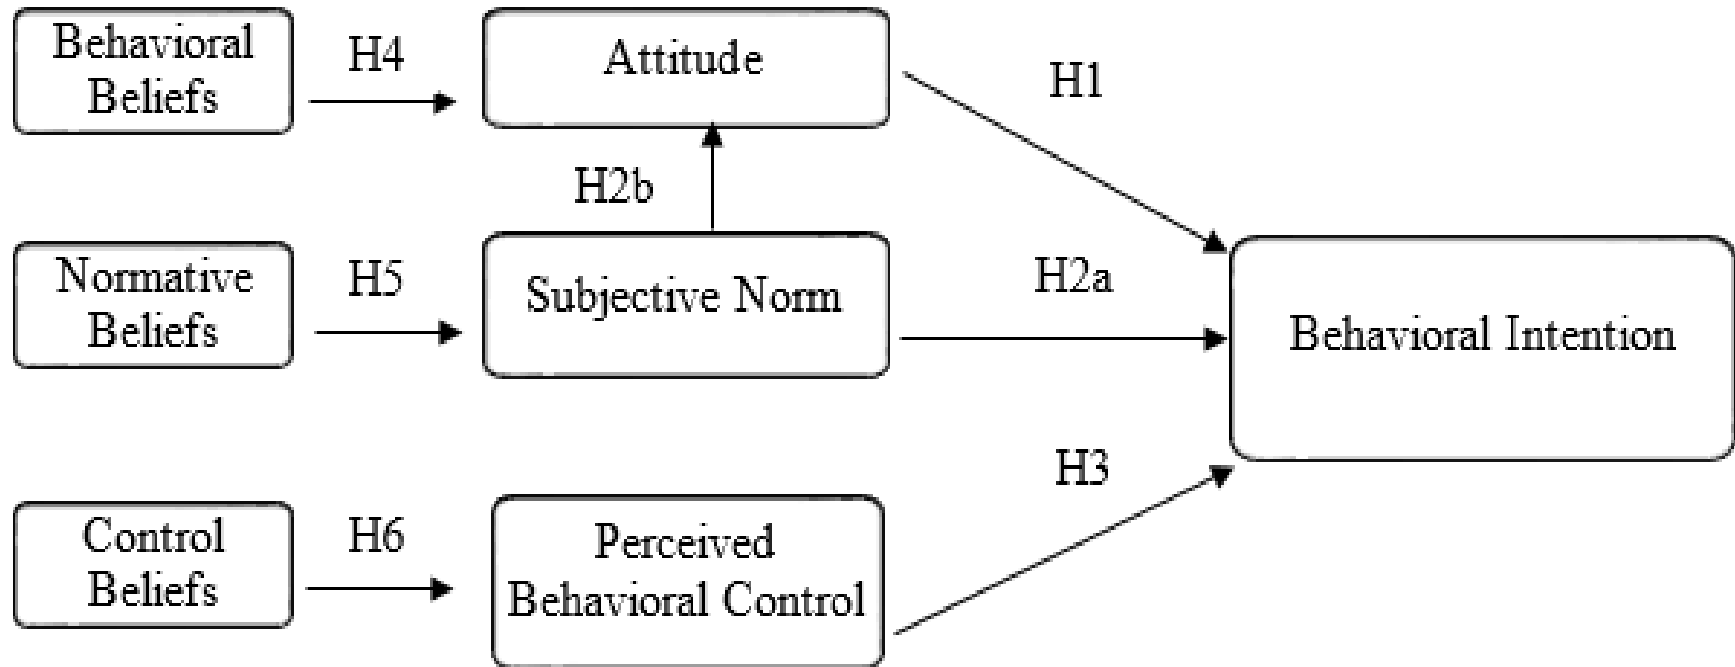 Behavioral
Beliefs
H4
Attitude
H1
H2b
Normative
Beliefs
H5
Subjective Norm
H2a
Behavioral Intention
Control
Beliefs
H6
Perceived
Behavioral Control
H3